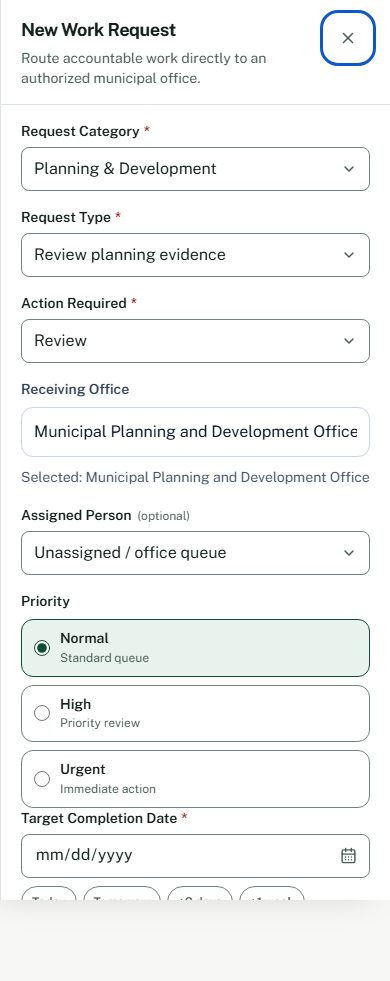 New Work Request
Route accountable work directly to an
authorized municipal office.
Request Category *
Planning & Development
Request Type *
Review planning evidence
Action Required *
Review
Receiving Office
Municipal Planning and Development Office
Selected: Municipal Planning and Development Office
Assigned Person (optional)
Unassigned / office queue
Priority
Normal
Standard queue
High
Priority review
Urgent
Immediate action
Target Completion Date *
mm/dd/yyyy